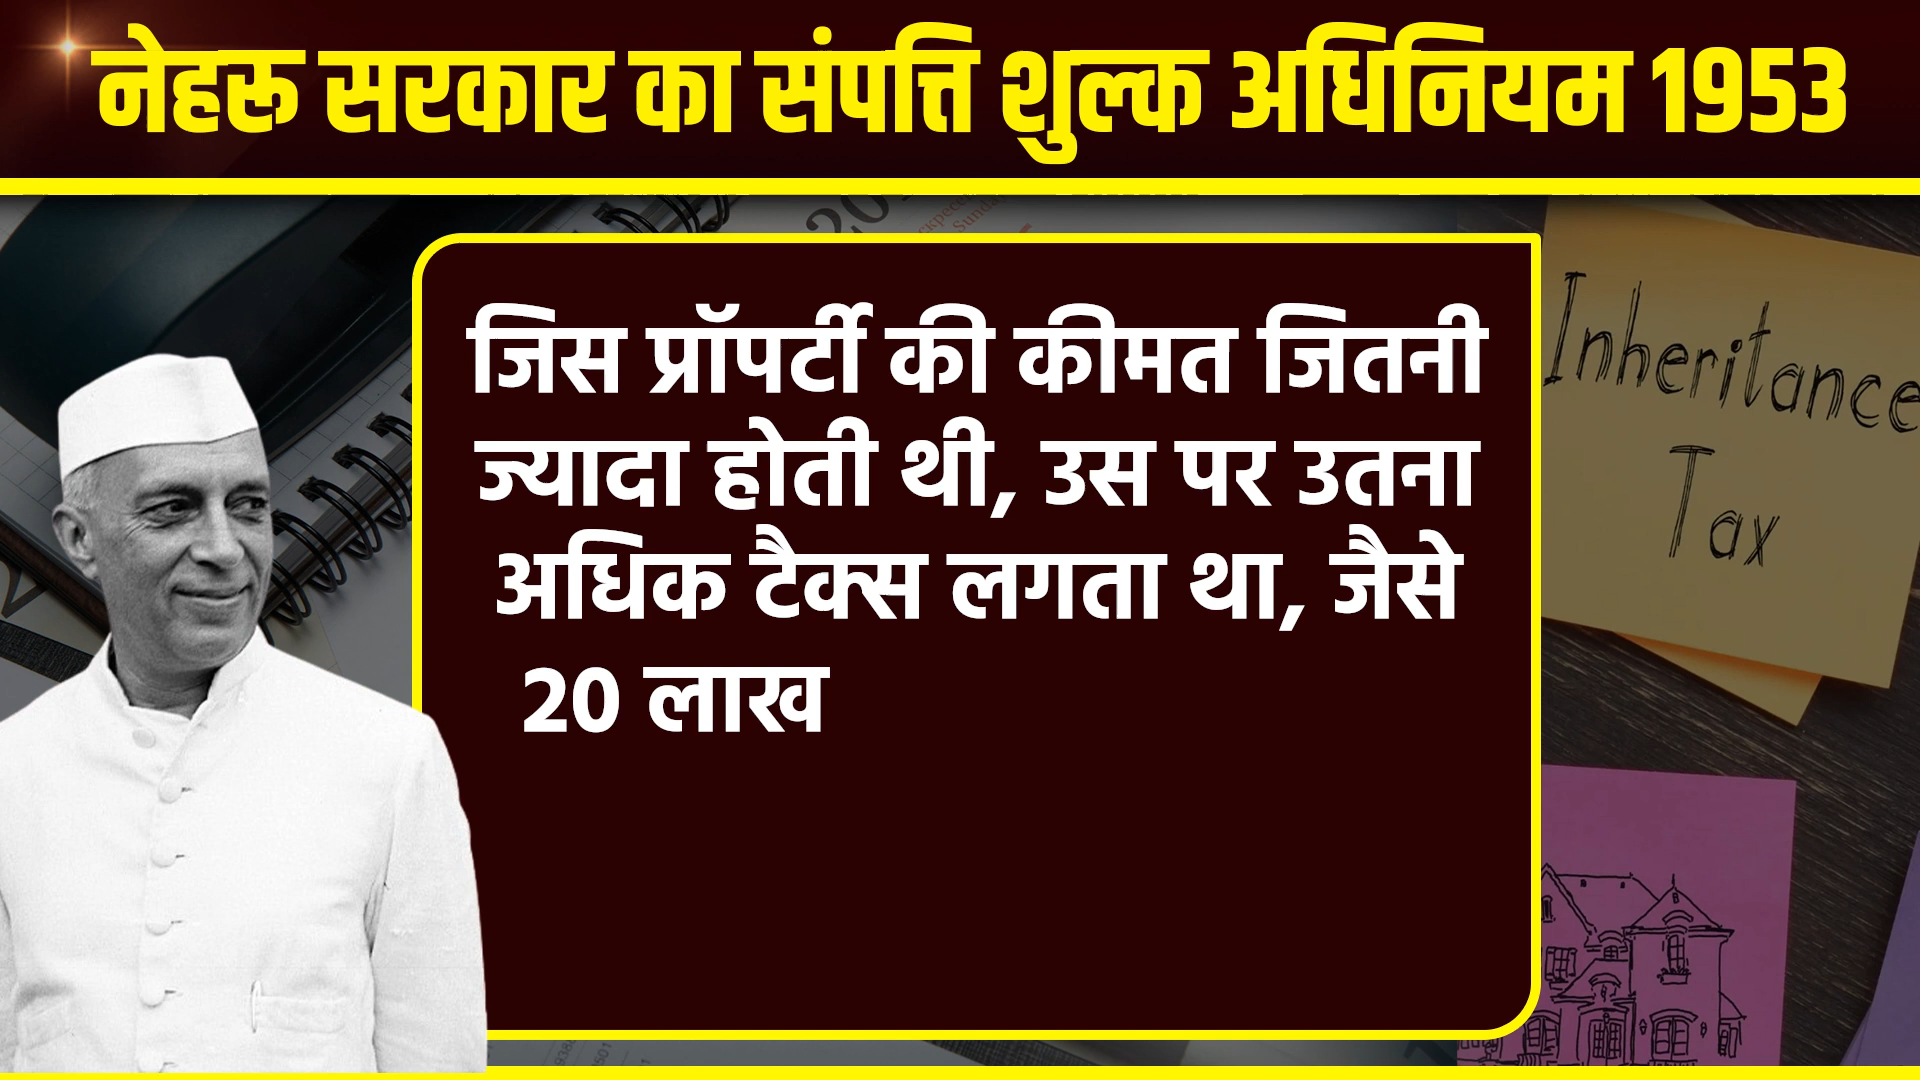 नेहरू सरकार का संपत्ति शुल्क अधिनियम 1953
जिस प्रॉपर्टी की कीमत जितनी
ज्यादा होती थी, उस पर उतना
अधिक टैक्स लगता था, जैसे
20 लाख
Inheritance
Tax